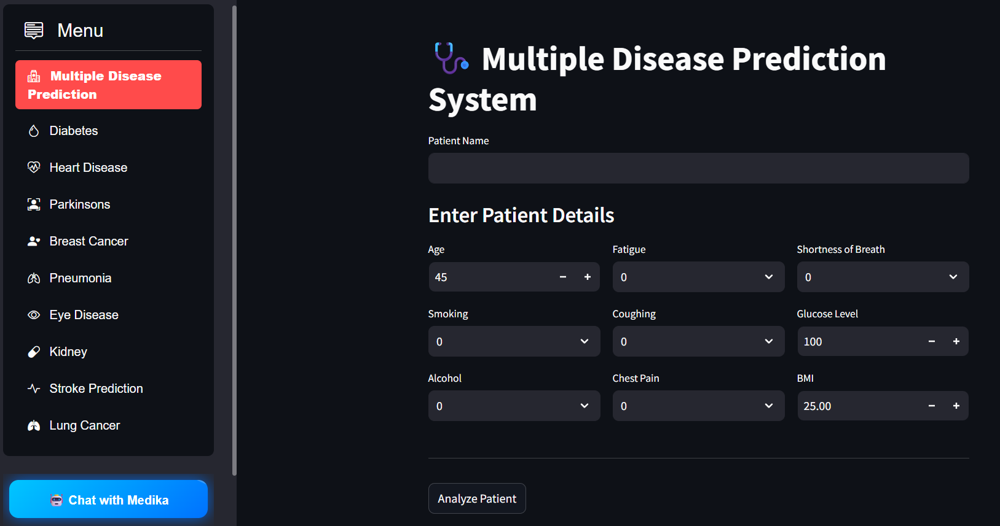 Menu
Multiple Disease
Prediction
Diabetes
Heart Disease
Parkinsons
Breast Cancer
Pneumonia
Eye Disease
Kidney
Stroke Prediction
Lung Cancer
Chat with Medika
Multiple Disease Prediction
System
Patient Name
Enter Patient Details
Age Fatigue Shortness of Breath
45 − + 0 0
Smoking Coughing Glucose Level
0 0 100 − +
Alcohol Chest Pain BMI
0 0 25.00 − +
Analyze Patient